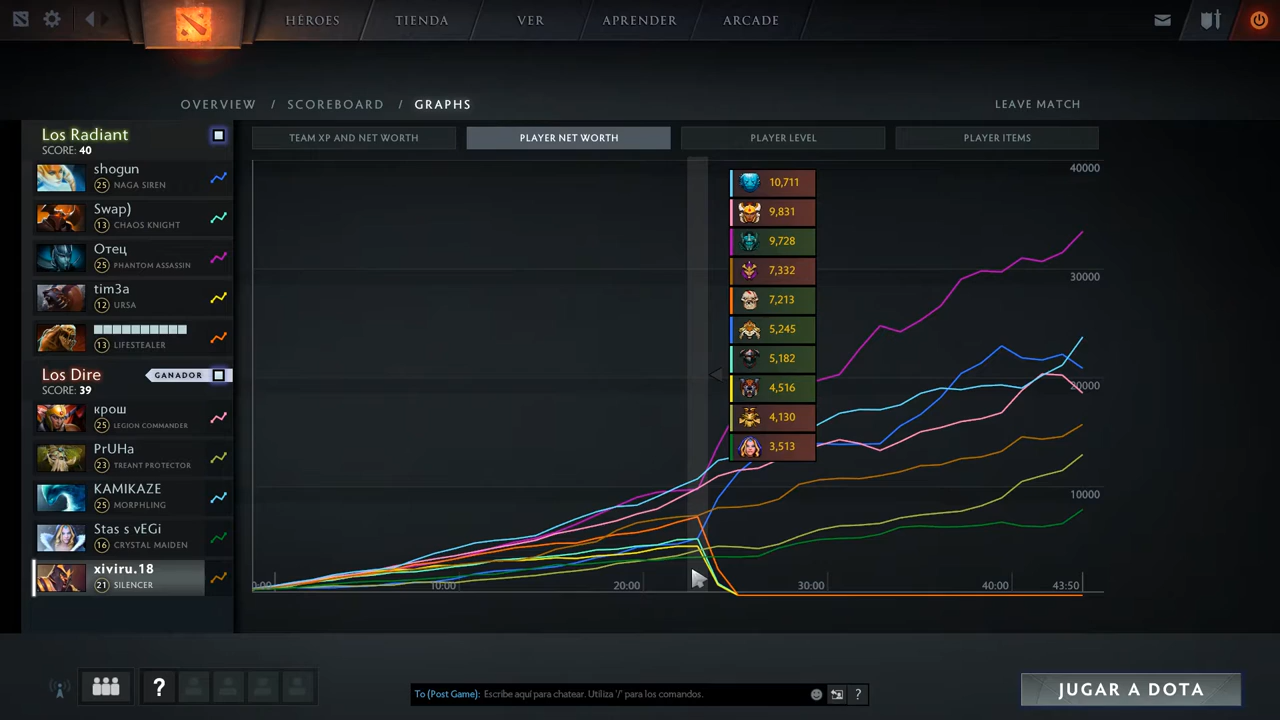 HÉROES TIENDA VER APRENDER ARCADE
OVERVIEW / SCOREBOARD / GRAPHS LEAVE MATCH
Los Radiant
SCORE: 40
shogun
25 NAGA SIREN
Swap)
13 CHAOS KNIGHT
Отец
25 PHANTOM ASSASSIN
tim3a
12 URSA
13 LIFESTEALER
Los Dire
GANADOR
SCORE: 39
крош
25 LEGION COMMANDER
PrUHa
23 TREANT PROTECTOR
KAMIKAZE
25 MORPHLING
Stas s vEGi
16 CRYSTAL MAIDEN
xiviru.18
21 SILENCER
TEAM XP AND NET WORTH PLAYER NET WORTH PLAYER LEVEL PLAYER ITEMS
10,711
9,831
9,728
7,332
7,213
5,245
5,182
4,516
4,130
3,513
40000
30000
20000
10000
0:00 10:00 20:00 30:00 40:00 43:50
?
To (Post Game): Escribe aquí para chatear. Utiliza '/' para los comandos.
?
JUGAR A DOTA